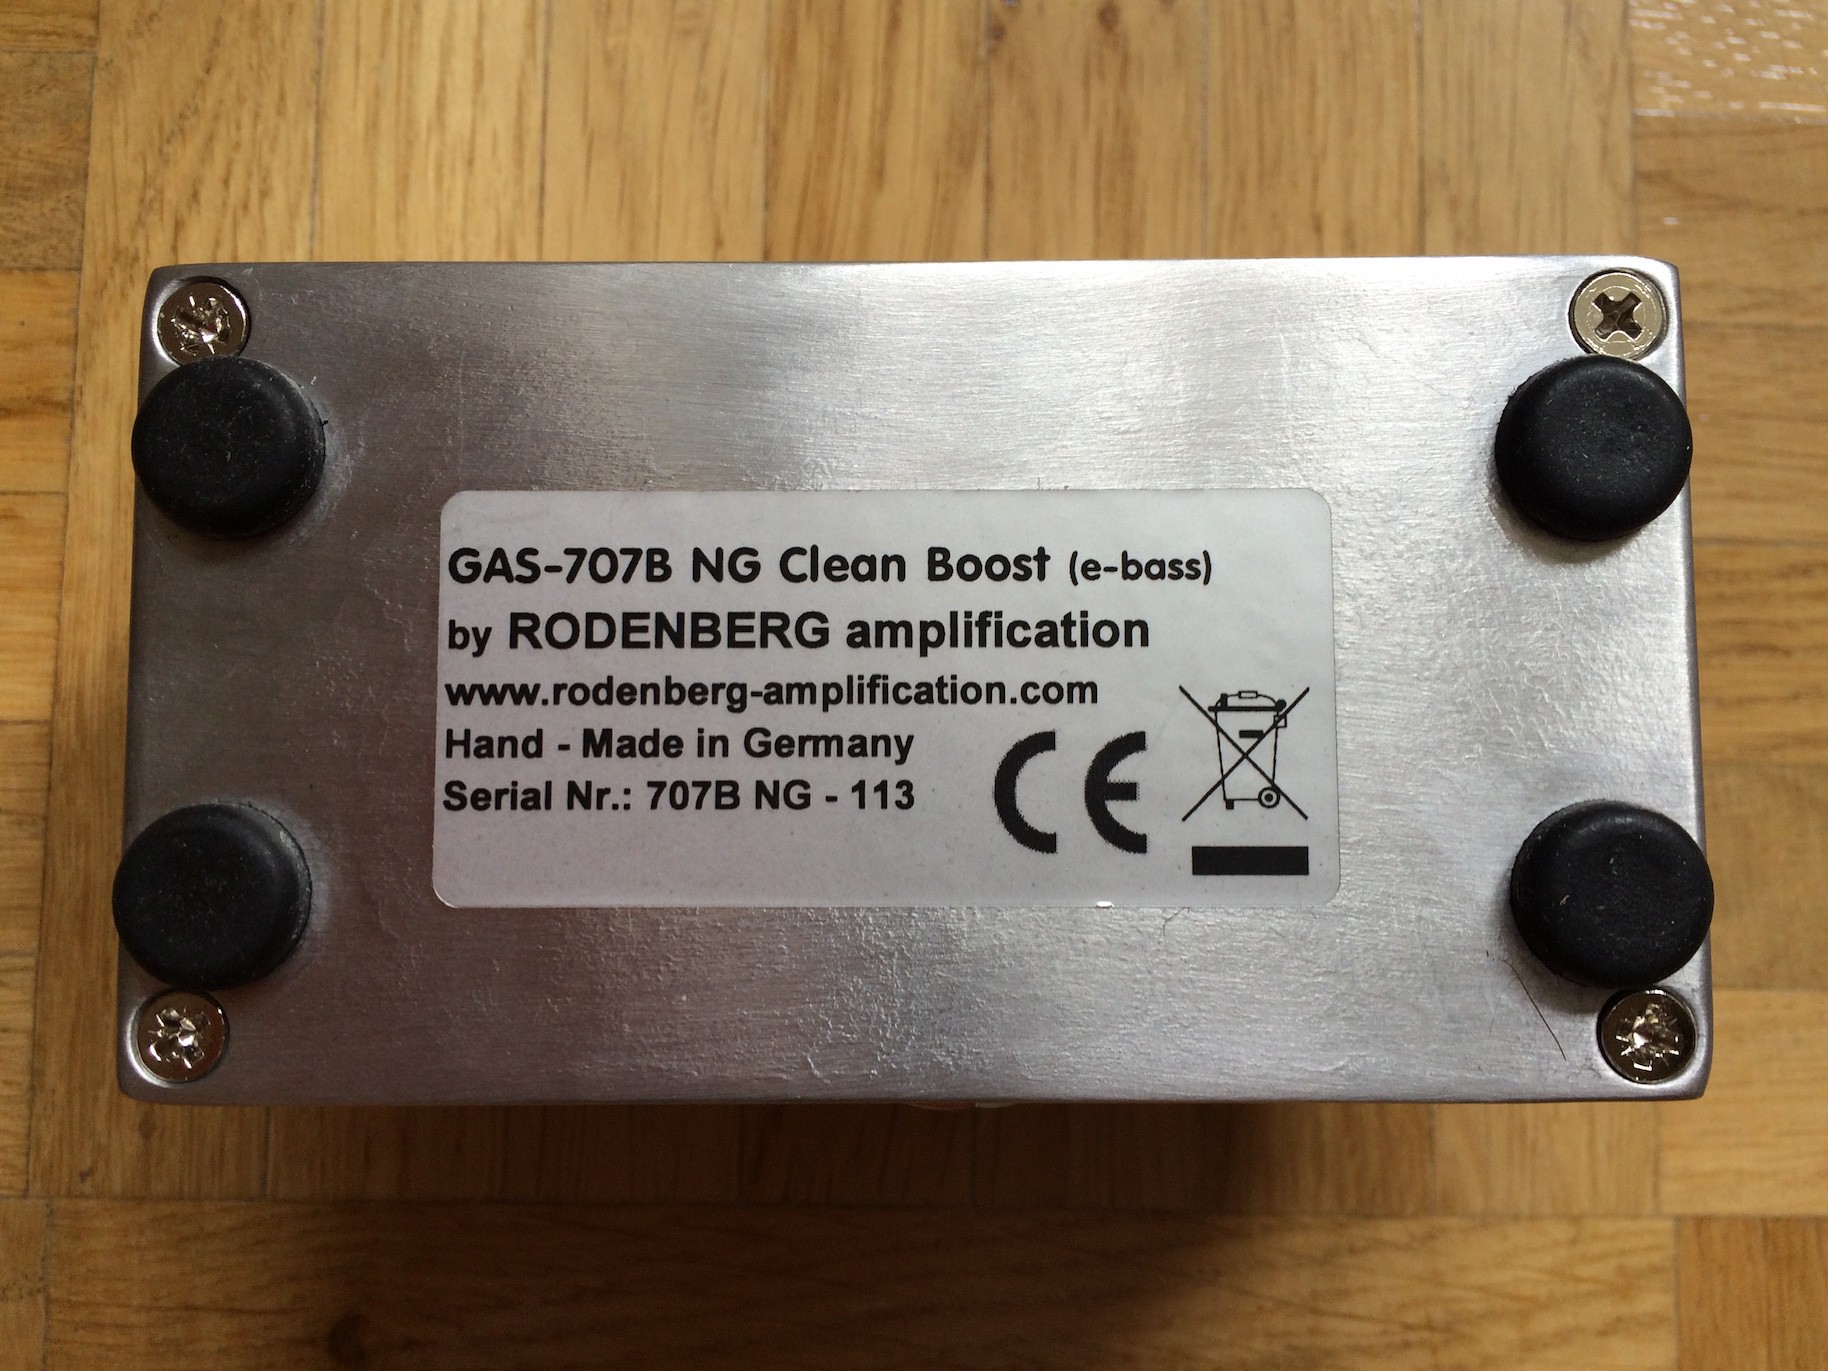 GAS-707B NG Clean Boost (e-bass)
by RODENBERG amplification
www.rodenberg-amplification.com
Hand - Made in Germany
Serial Nr.: 707B NG - 113
CE